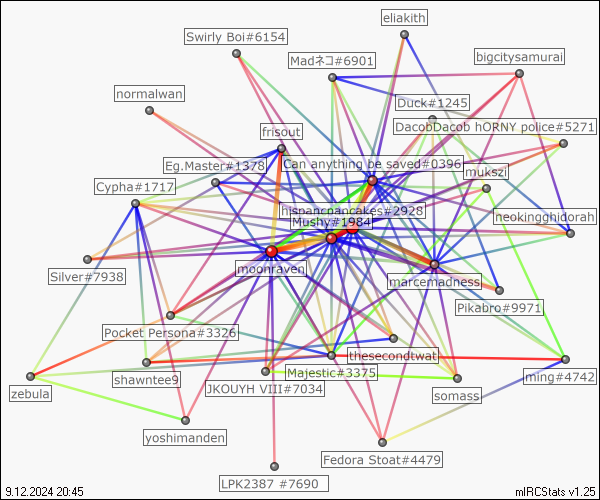 eliakith
Swirly Boi#6154
Madネコ#6901
bigcitysamurai
normalwan
Duck#1245
DacobDacob hORNY police#5271
frisout
Can anything be saved#0396
Eg.Master#1378
mukszi
Cypha#1717
hispanicpancakes#2928
Mushy#1984
heokingghidorah
moonraven
Silver#7938
marcemadness
Pikabro#9971
Pocket Persona#3326
thesecondtwat
Majestic#3375
shawntee9
JKOUYH VIII#7034
ming#4742
zebula
somass
yoshimanden
Fedora Stoat#4479
LPK2387 #7690
9.12.2024 20:45
mIRCStats v1.25